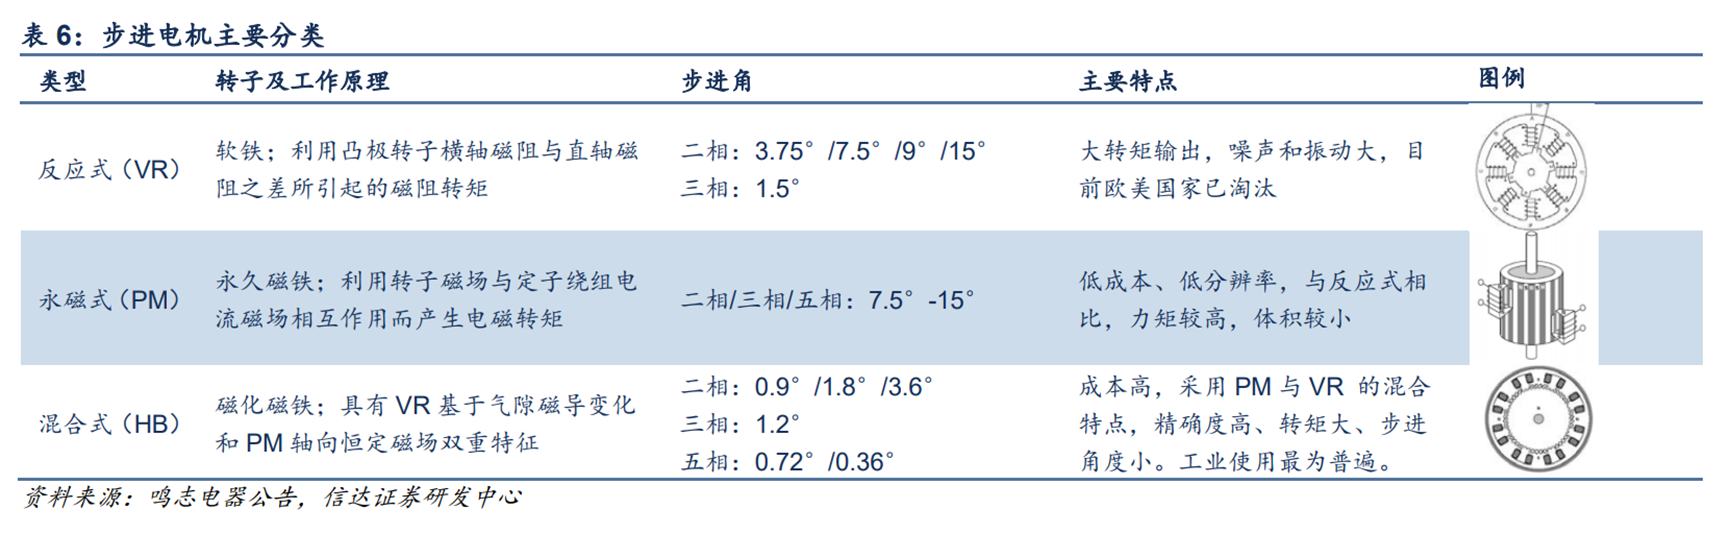 表 6：步进电机主要分类
类型 转子及工作原理 步进角 主要特点 图例
反应式（VR） 软铁；利用凸极转子横轴磁阻与直轴磁 二相：3.75° /7.5° /9° /15° 大转矩输出，噪声和振动大，目
阻之差所引起的磁阻转矩 三相：1.5° 前欧美国家已淘汰
永磁式（PM） 永久磁铁；利用转子磁场与定子绕组电 二相/三相/五相：7.5° -15° 低成本、低分辨率，与反应式相
流磁场相互作用而产生电磁转矩 比，力矩较高，体积较小
混合式（HB） 磁化磁铁；具有 VR 基于气隙磁导变化 二相：0.9° /1.8° /3.6° 成本高，采用 PM 与 VR 的混合
和 PM 轴向恒定磁场双重特征 三相：1.2° 特点，精确度高、转矩大、步进
五相：0.72° /0.36° 角度小。工业使用最为普遍。
资料来源：鸣志电器公告，信达证券研发中心